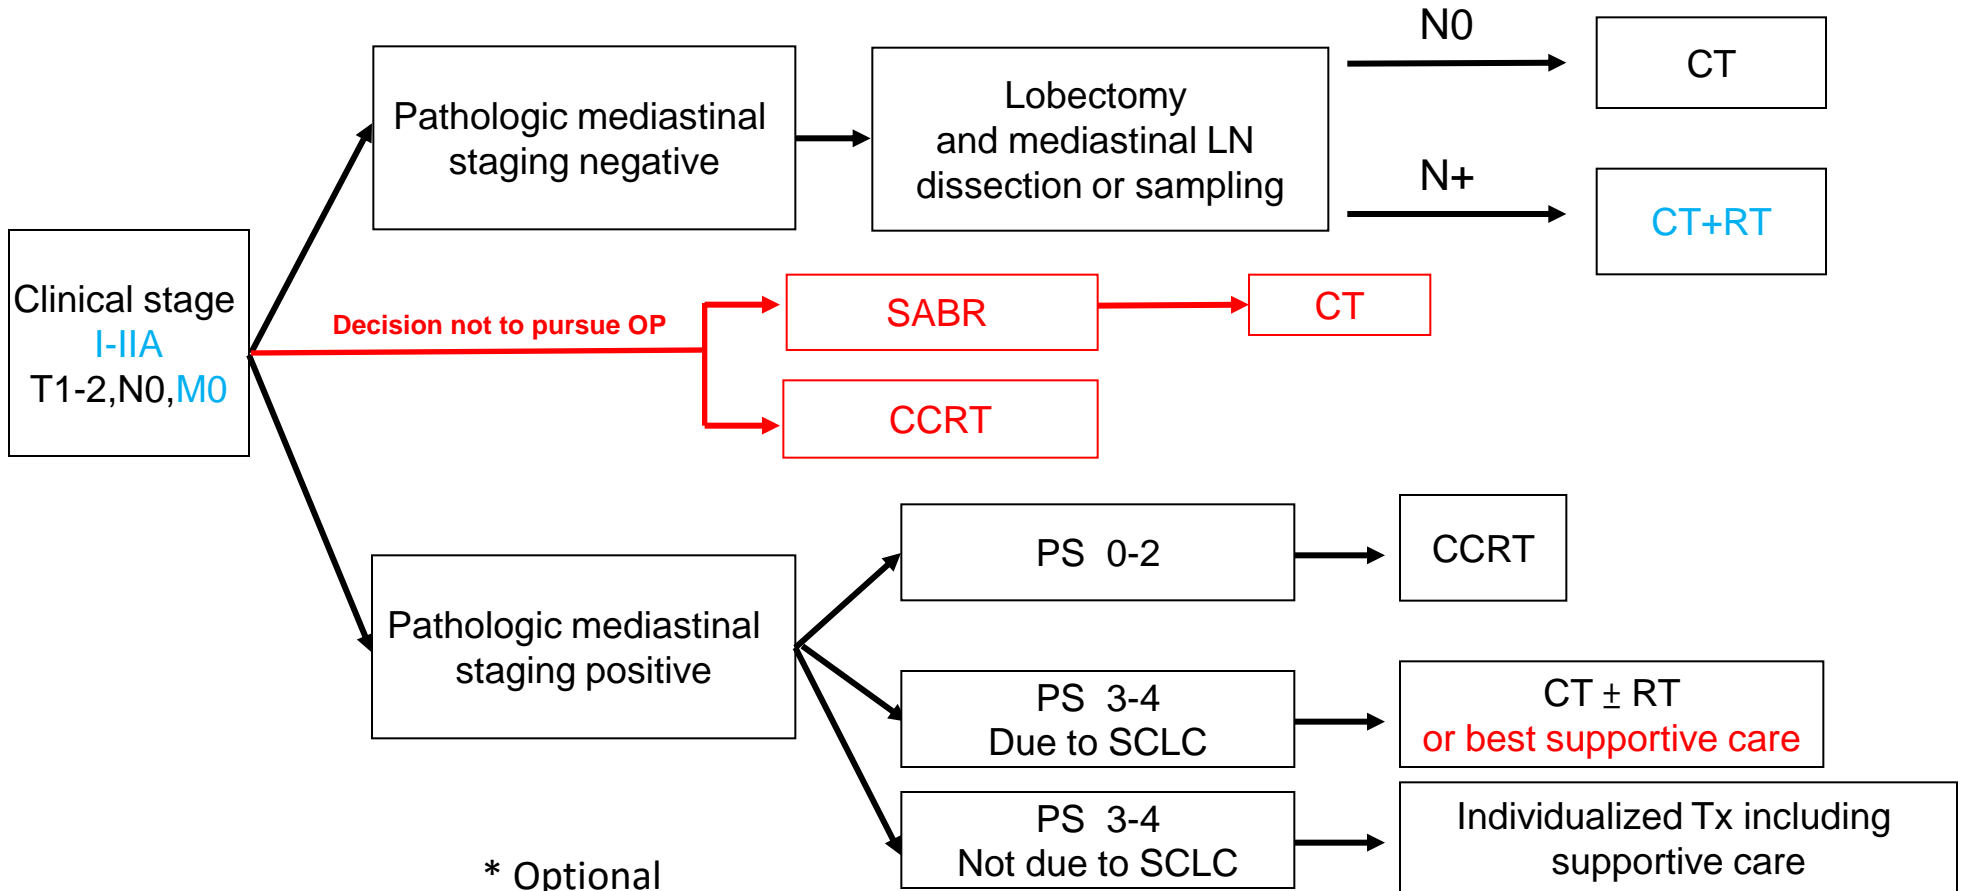 Clinical stage
I-IIA
T1-2,N0,M0
Pathologic mediastinal
staging negative
Lobectomy
and mediastinal LN
dissection or sampling
N0
CT
N+
CT+RT
Decision not to pursue OP
SABR
CT
CCRT
Pathologic mediastinal
staging positive
PS 0-2
CCRT
PS 3-4
Due to SCLC
CT ± RT
or best supportive care
PS 3-4
Not due to SCLC
Individualized Tx including
supportive care
* Optional